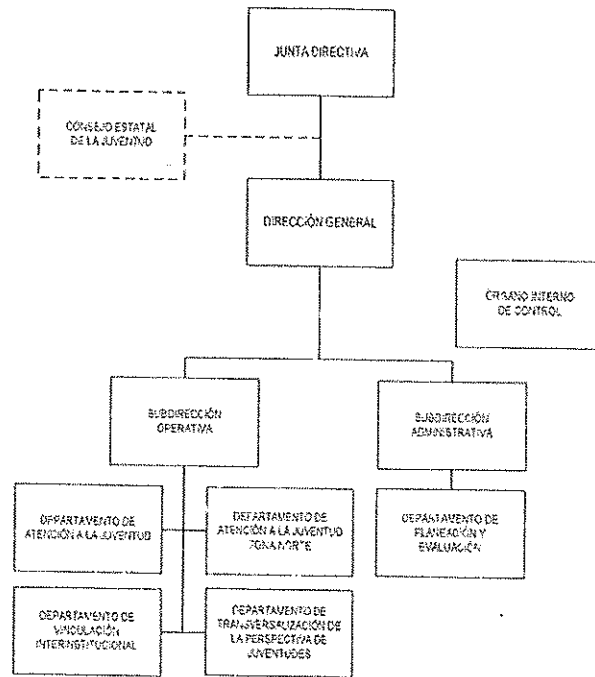 JUNTA DIRECTIVA
CONSEJO ESTATAL
DE LA JUVENTUD
DIRECCIÓN GENERAL
ÓRGANO INTERNO
DE CONTROL
SUBDIRECCIÓN
OPERATIVA
SUBDIRECCIÓN
ADMINISTRATIVA
DEPARTAMENTO DE
ATENCIÓN A LA JUVENTUD
DEPARTAMENTO DE
ATENCIÓN A LA JUVENTUD
ZONA NORTE
DEPARTAMENTO DE
PLANEACIÓN Y
EVALUACIÓN
DEPARTAMENTO DE
VINCULACIÓN
INTERINSTITUCIONAL
DEPARTAMENTO DE
TRANSVERSALIZACIÓN DE
LA PERSPECTIVA DE
JUVENTUDES